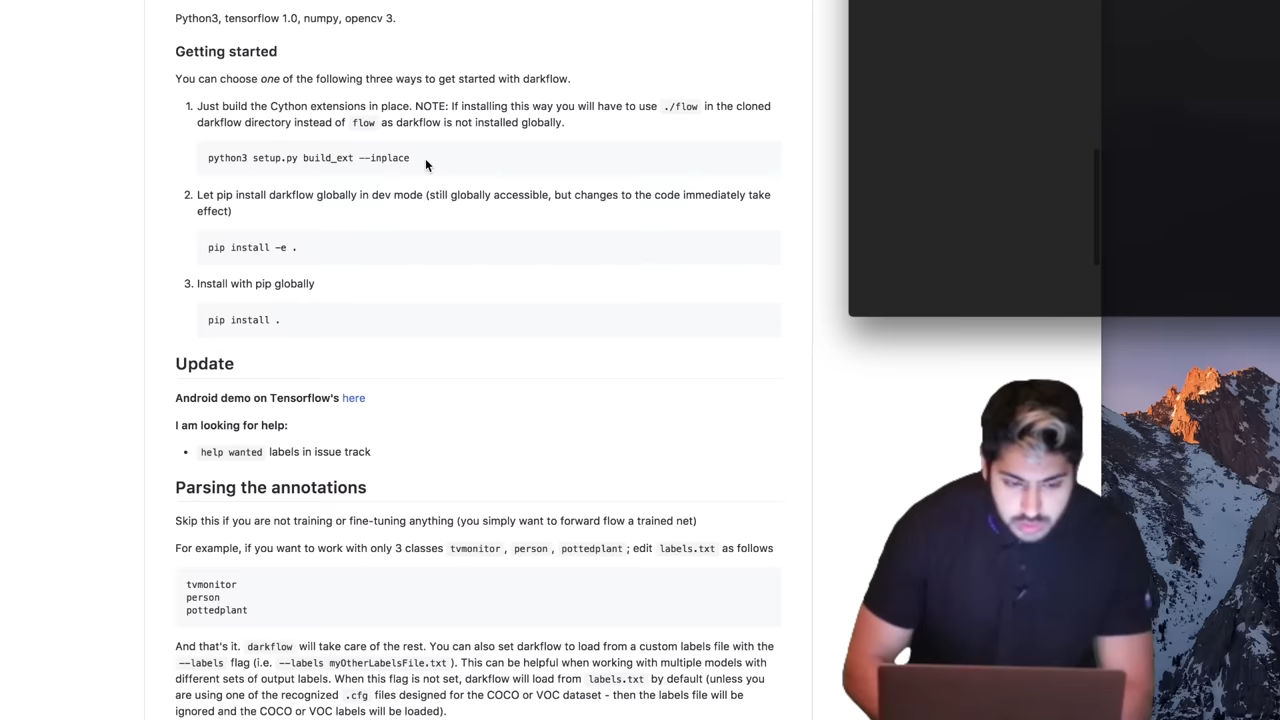 Python3, tensorflow 1.0, numpy, opencv 3.
Getting started
You can choose one of the following three ways to get started with darkflow.
1. Just build the Cython extensions in place. NOTE: If installing this way you will have to use ./flow in the cloned
darkflow directory instead of flow as darkflow is not installed globally.
python3 setup.py build_ext --inplace
2. Let pip install darkflow globally in dev mode (still globally accessible, but changes to the code immediately take
effect)
pip install -e .
3. Install with pip globally
pip install .
Update
Android demo on Tensorflow's here
I am looking for help:
• help wanted labels in issue track
Parsing the annotations
Skip this if you are not training or fine-tuning anything (you simply want to forward flow a trained net)
For example, if you want to work with only 3 classes tvmonitor , person , pottedplant ; edit labels.txt as follows
tvmonitor
person
pottedplant
And that's it. darkflow will take care of the rest. You can also set darkflow to load from a custom labels file with the
--labels flag (i.e. --labels myOtherLabelsFile.txt ). This can be helpful when working with multiple models with
different sets of output labels. When this flag is not set, darkflow will load from labels.txt by default (unless you
are using one of the recognized .cfg files designed for the COCO or VOC dataset - then the labels file will be
ignored and the COCO or VOC labels will be loaded).